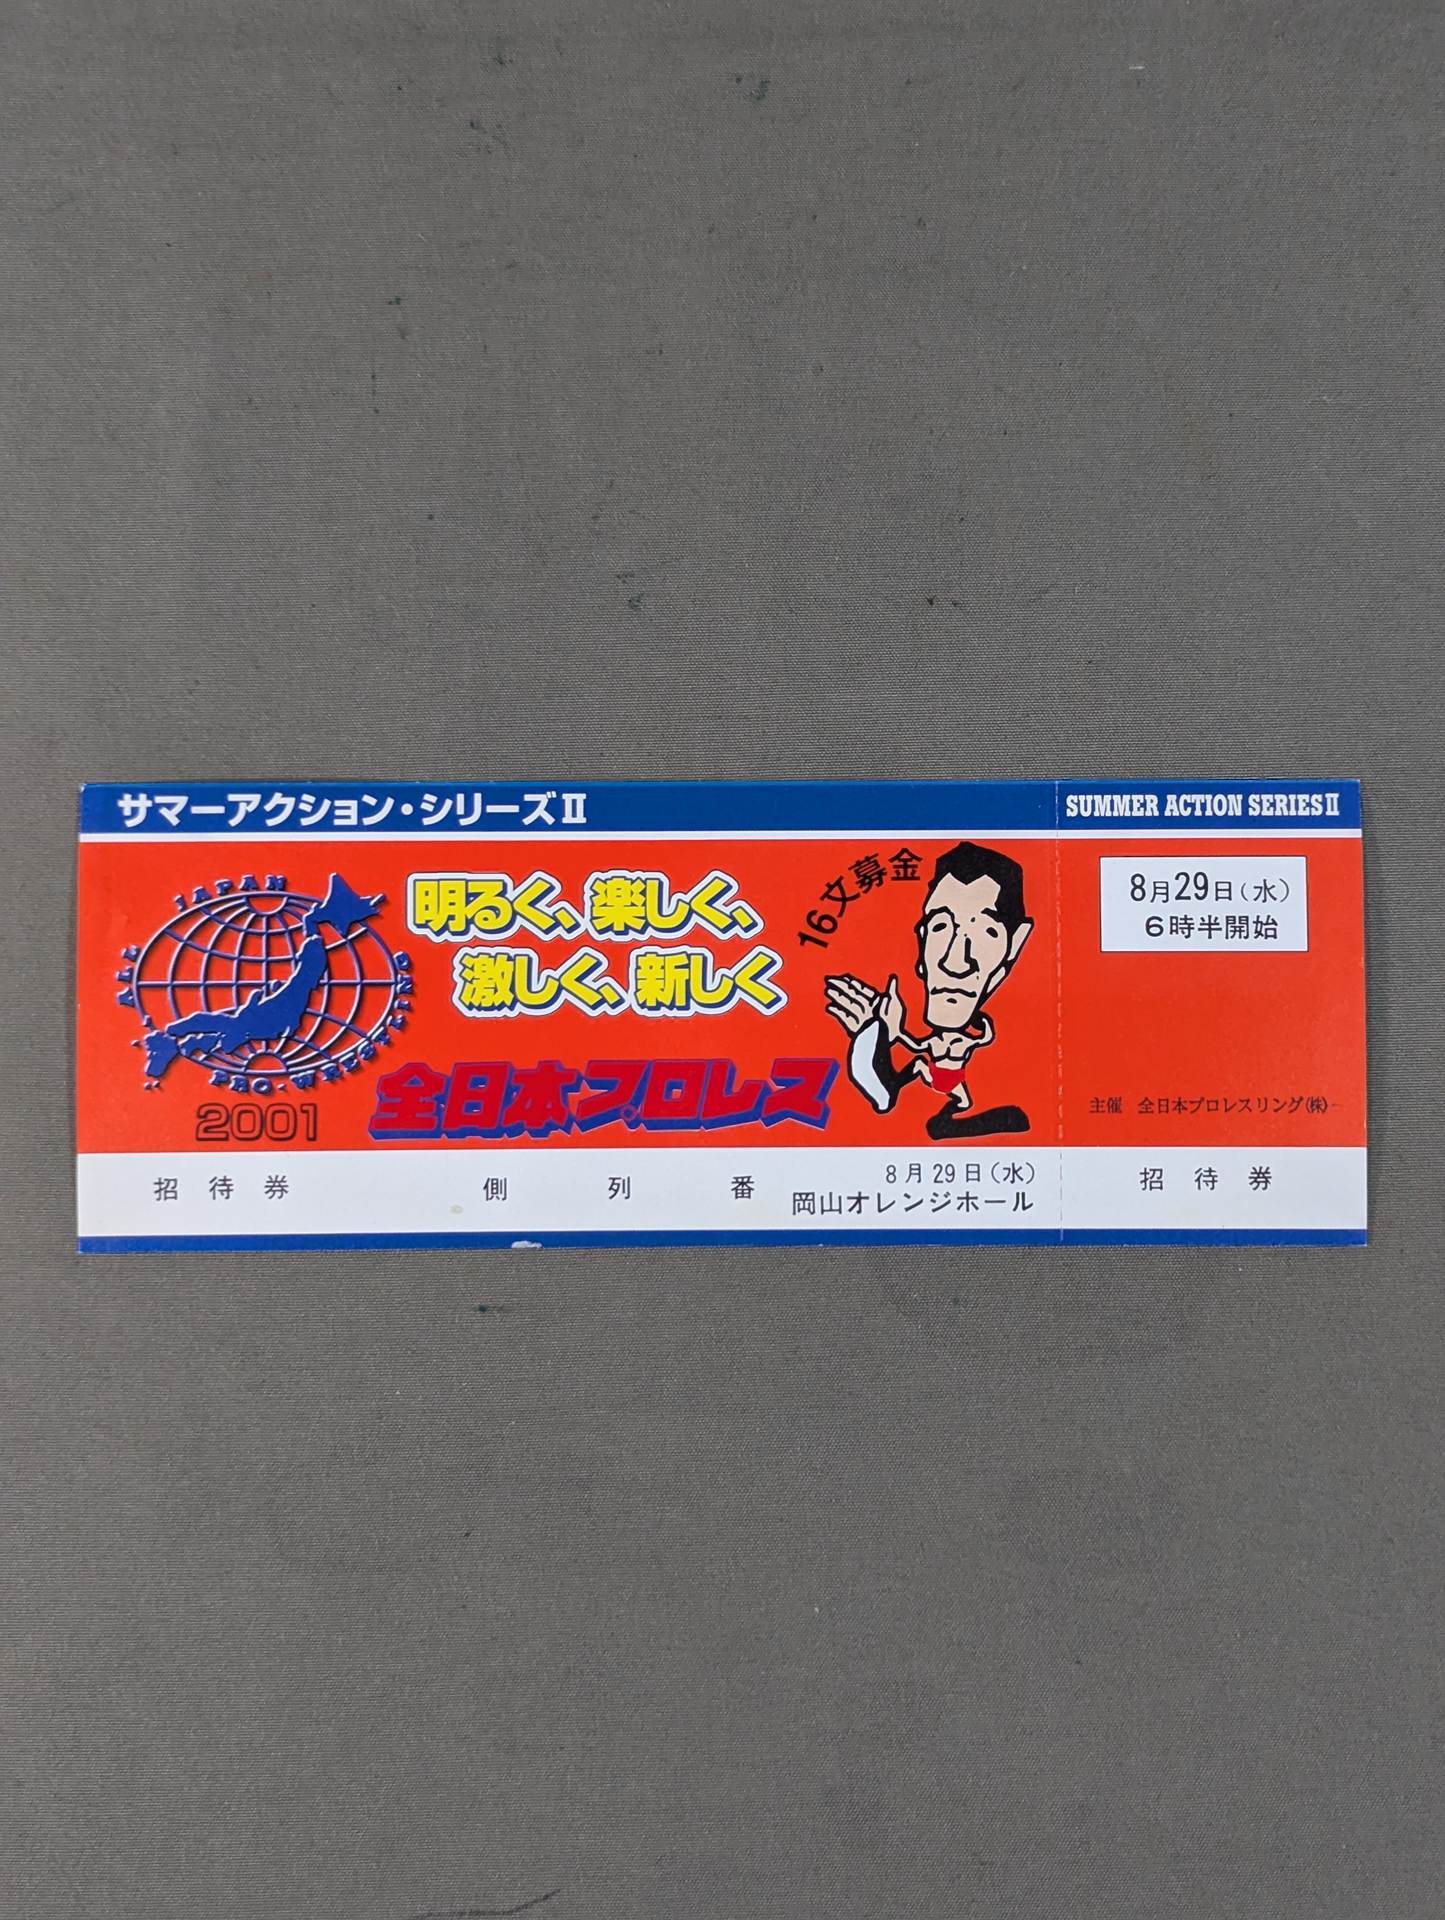 サマーアクション・シリーズⅡ
SUMMER ACTION SERIESⅡ
ALL JAPAN PRO-WRESTLING
2001
明るく、楽しく、
激しく、新しく
全日本プロレス
16文募金
8月29日(水)
6時半開始
主催 全日本プロレスリング(株)
招待券 側 列 番
8月29日(水)
岡山オレンジホール
招待券